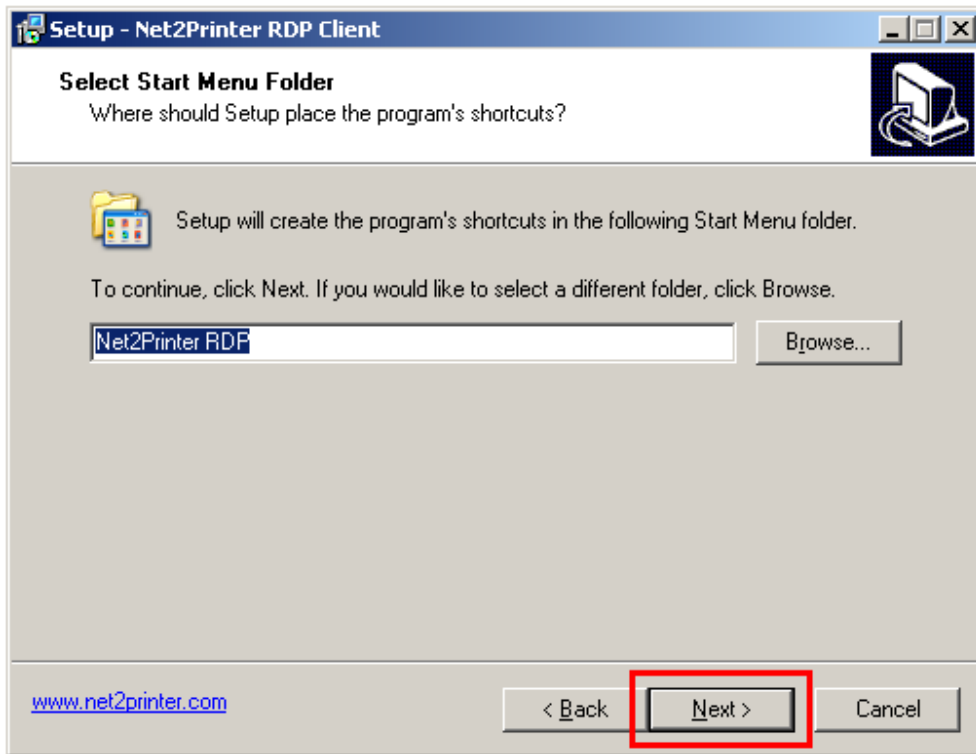 Setup - Net2Printer RDP Client
Select Start Menu Folder
Where should Setup place the program's shortcuts?
Setup will create the program's shortcuts in the following Start Menu folder.
To continue, click Next. If you would like to select a different folder, click Browse.
Net2Printer RDP
Browse...
www.net2printer.com
< Back
Next >
Cancel